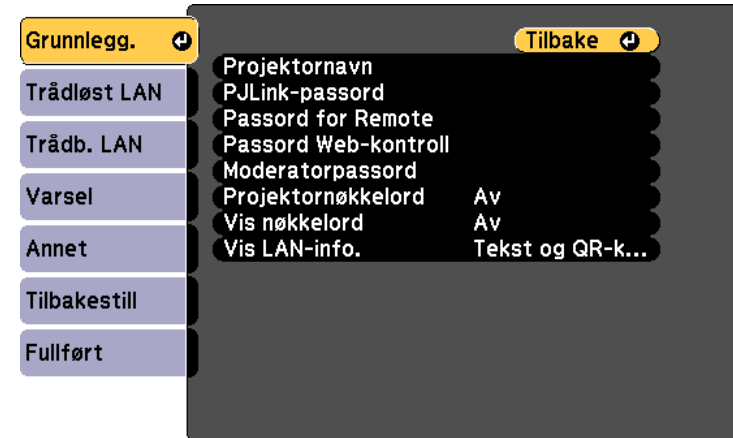 Grunnlegg.
Trådløst LAN
Trådb. LAN
Varsel
Annet
Tilbakestill
Fullført
Tilbake
Projektornavn
PJLink-passord
Passord for Remote
Passord Web-kontroll
Moderatorpassord
Projektornøkkelord Av
Vis nøkkelord Av
Vis LAN-info. Tekst og QR-k...